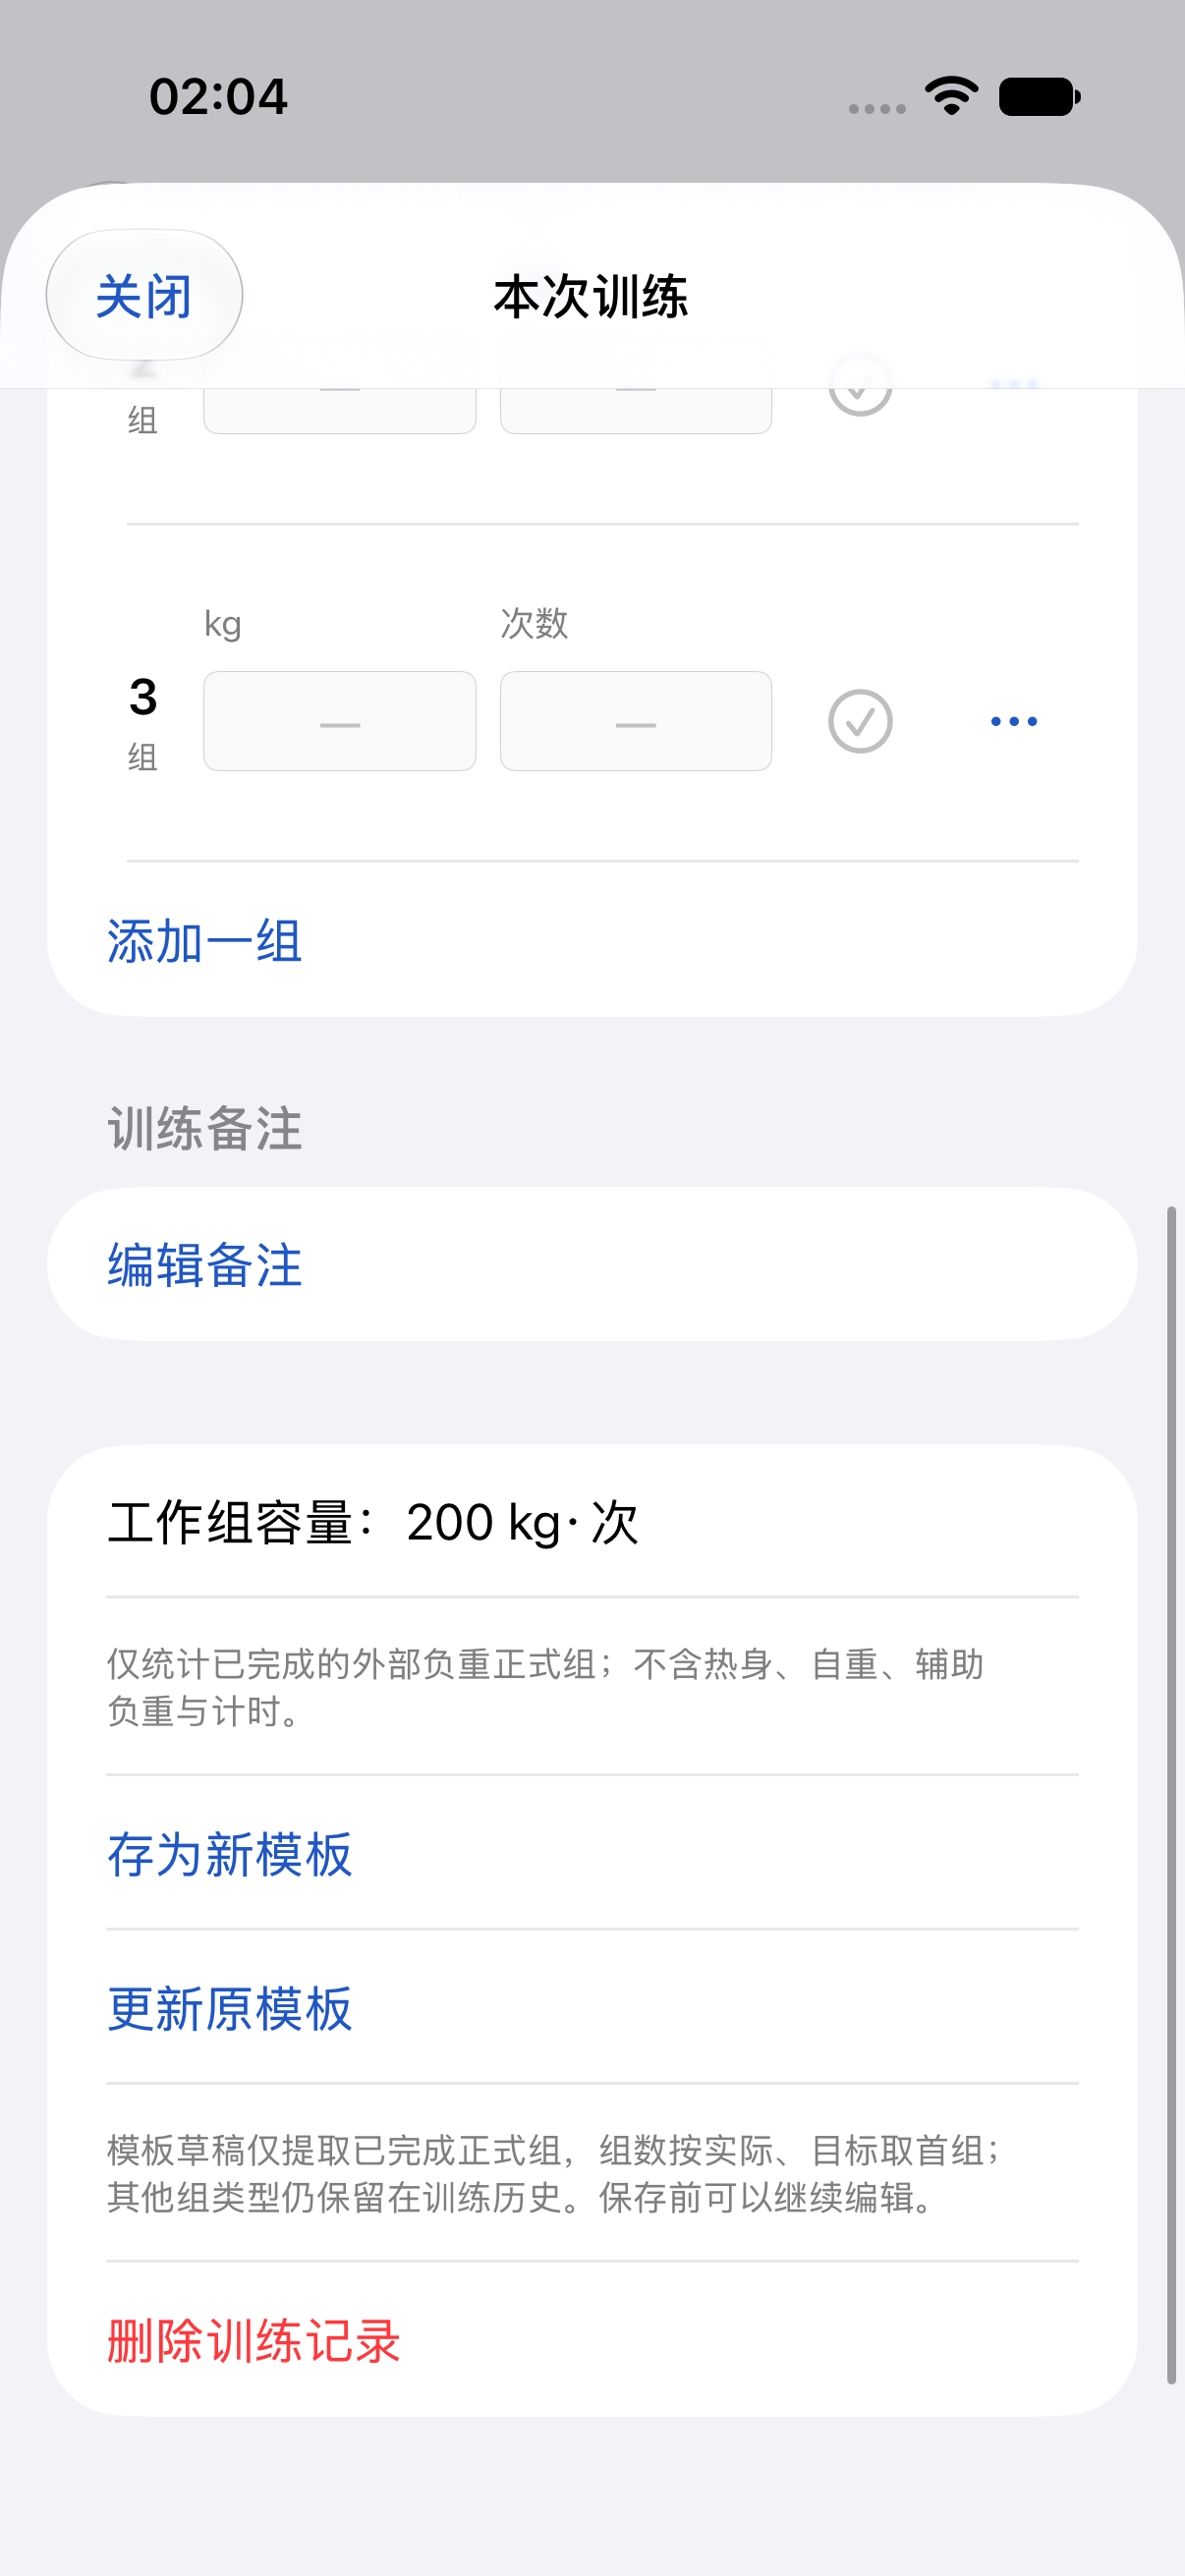 02:04
关闭
本次训练
组
kg
次数
3
—
—
组
添加一组
训练备注
编辑备注
工作组容量：200 kg· 次
仅统计已完成的外部负重正式组；不含热身、自重、辅助
负重与计时。
存为新模板
更新原模板
模板草稿仅提取已完成正式组，组数按实际、目标取首组；
其他组类型仍保留在训练历史。保存前可以继续编辑。
删除训练记录